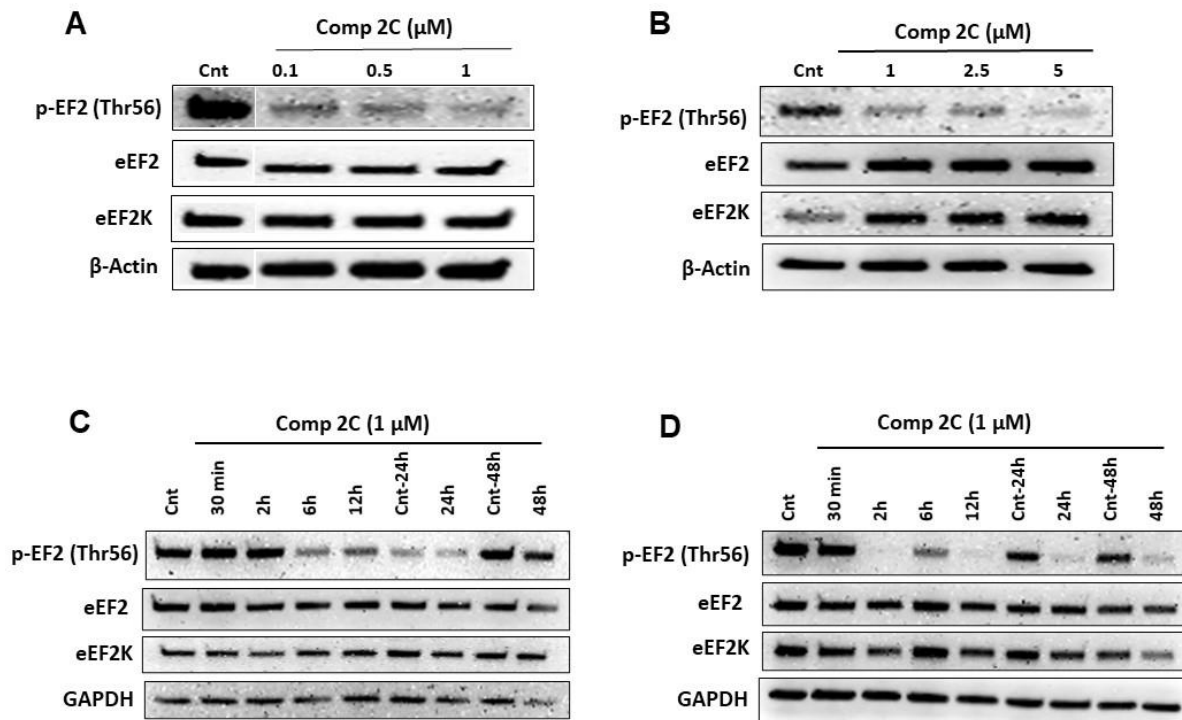 A
Comp 2C (µM)
Cnt 0.1 0.5 1
p-EF2 (Thr56)
eEF2
eEF2K
β-Actin
B
Comp 2C (µM)
Cnt 1 2.5 5
p-EF2 (Thr56)
eEF2
eEF2K
β-Actin
C
Comp 2C (1 µM)
Cnt 30 min 2h 6h 12h Cnt-24h 24h Cnt-48h 48h
p-EF2 (Thr56)
eEF2
eEF2K
GAPDH
D
Comp 2C (1 µM)
Cnt 30 min 2h 6h 12h Cnt-24h 24h Cnt-48h 48h
p-EF2 (Thr56)
eEF2
eEF2K
GAPDH